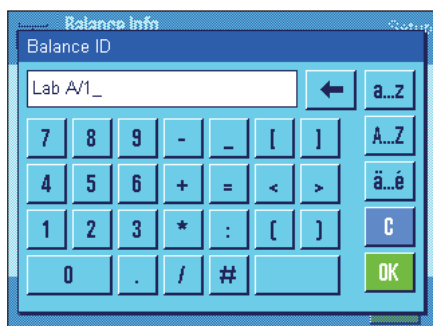 Balance Info
Setup
Balance ID
Lab A/1_
a...z
7 8 9 - _ [ ] A...Z
4 5 6 + = < > ä...é
1 2 3 * : ( ) C
0 . / # OK